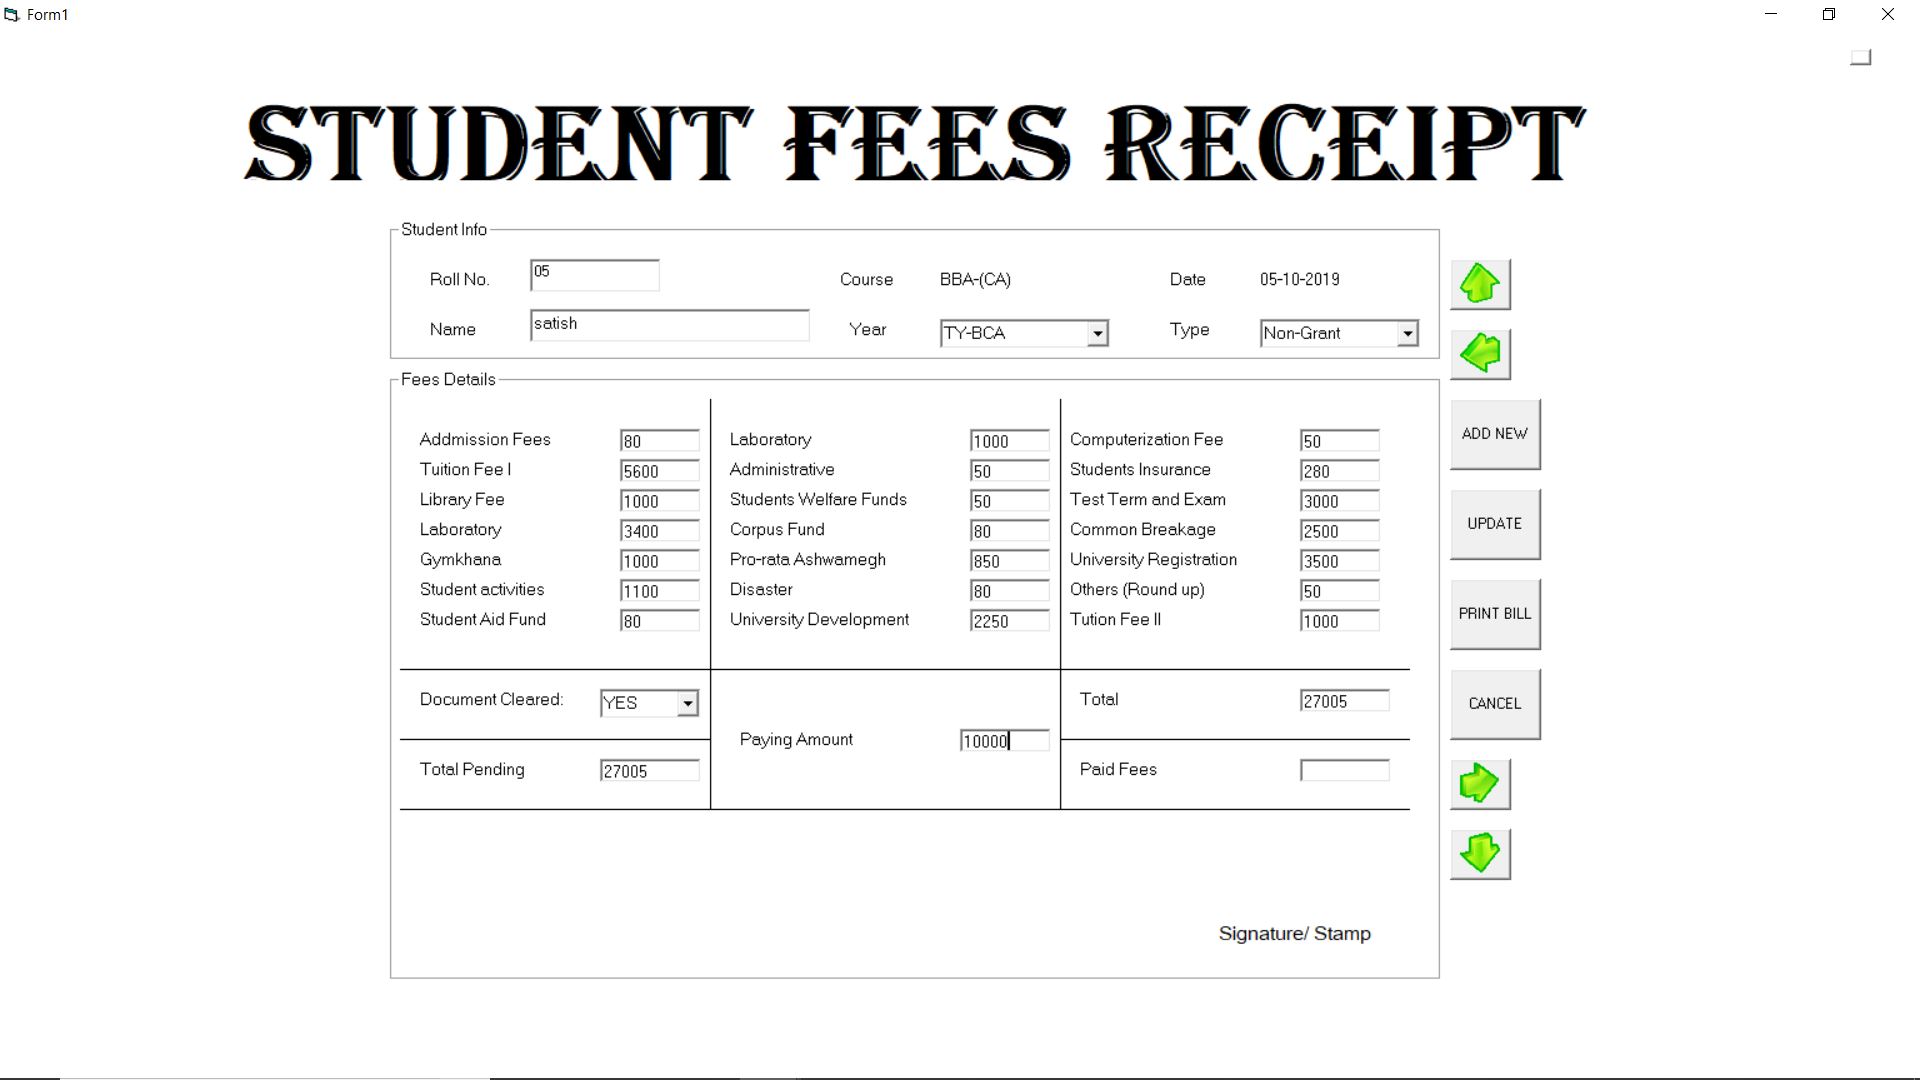 Form1
STUDENT FEES RECEIPT
Student Info
Roll No. 05 Course BBA-(CA) Date 05-10-2019
Name satish Year TY-BCA Type Non-Grant
Fees Details
Addmission Fees 80 Laboratory 1000 Computerization Fee 50
Tuition Fee I 5600 Administrative 50 Students Insurance 280
Library Fee 1000 Students Welfare Funds 50 Test Term and Exam 3000
Laboratory 3400 Corpus Fund 80 Common Breakage 2500
Gymkhana 1000 Pro-rata Ashwamegh 850 University Registration 3500
Student activities 1100 Disaster 80 Others (Round up) 50
Student Aid Fund 80 University Development 2250 Tution Fee II 1000
Document Cleared: YES Total 27005
Paying Amount 10000
Total Pending 27005 Paid Fees
Signature/ Stamp
ADD NEW
UPDATE
PRINT BILL
CANCEL